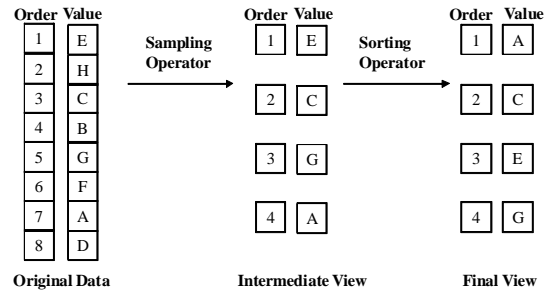 Order Value Order Value Order Value
1 E Sampling Operator 1 E Sorting Operator 1 A
2 H
3 C 2 C 2 C
4 B
5 G 3 G 3 E
6 F
7 A 4 A 4 G
8 D
Original Data Intermediate View Final View